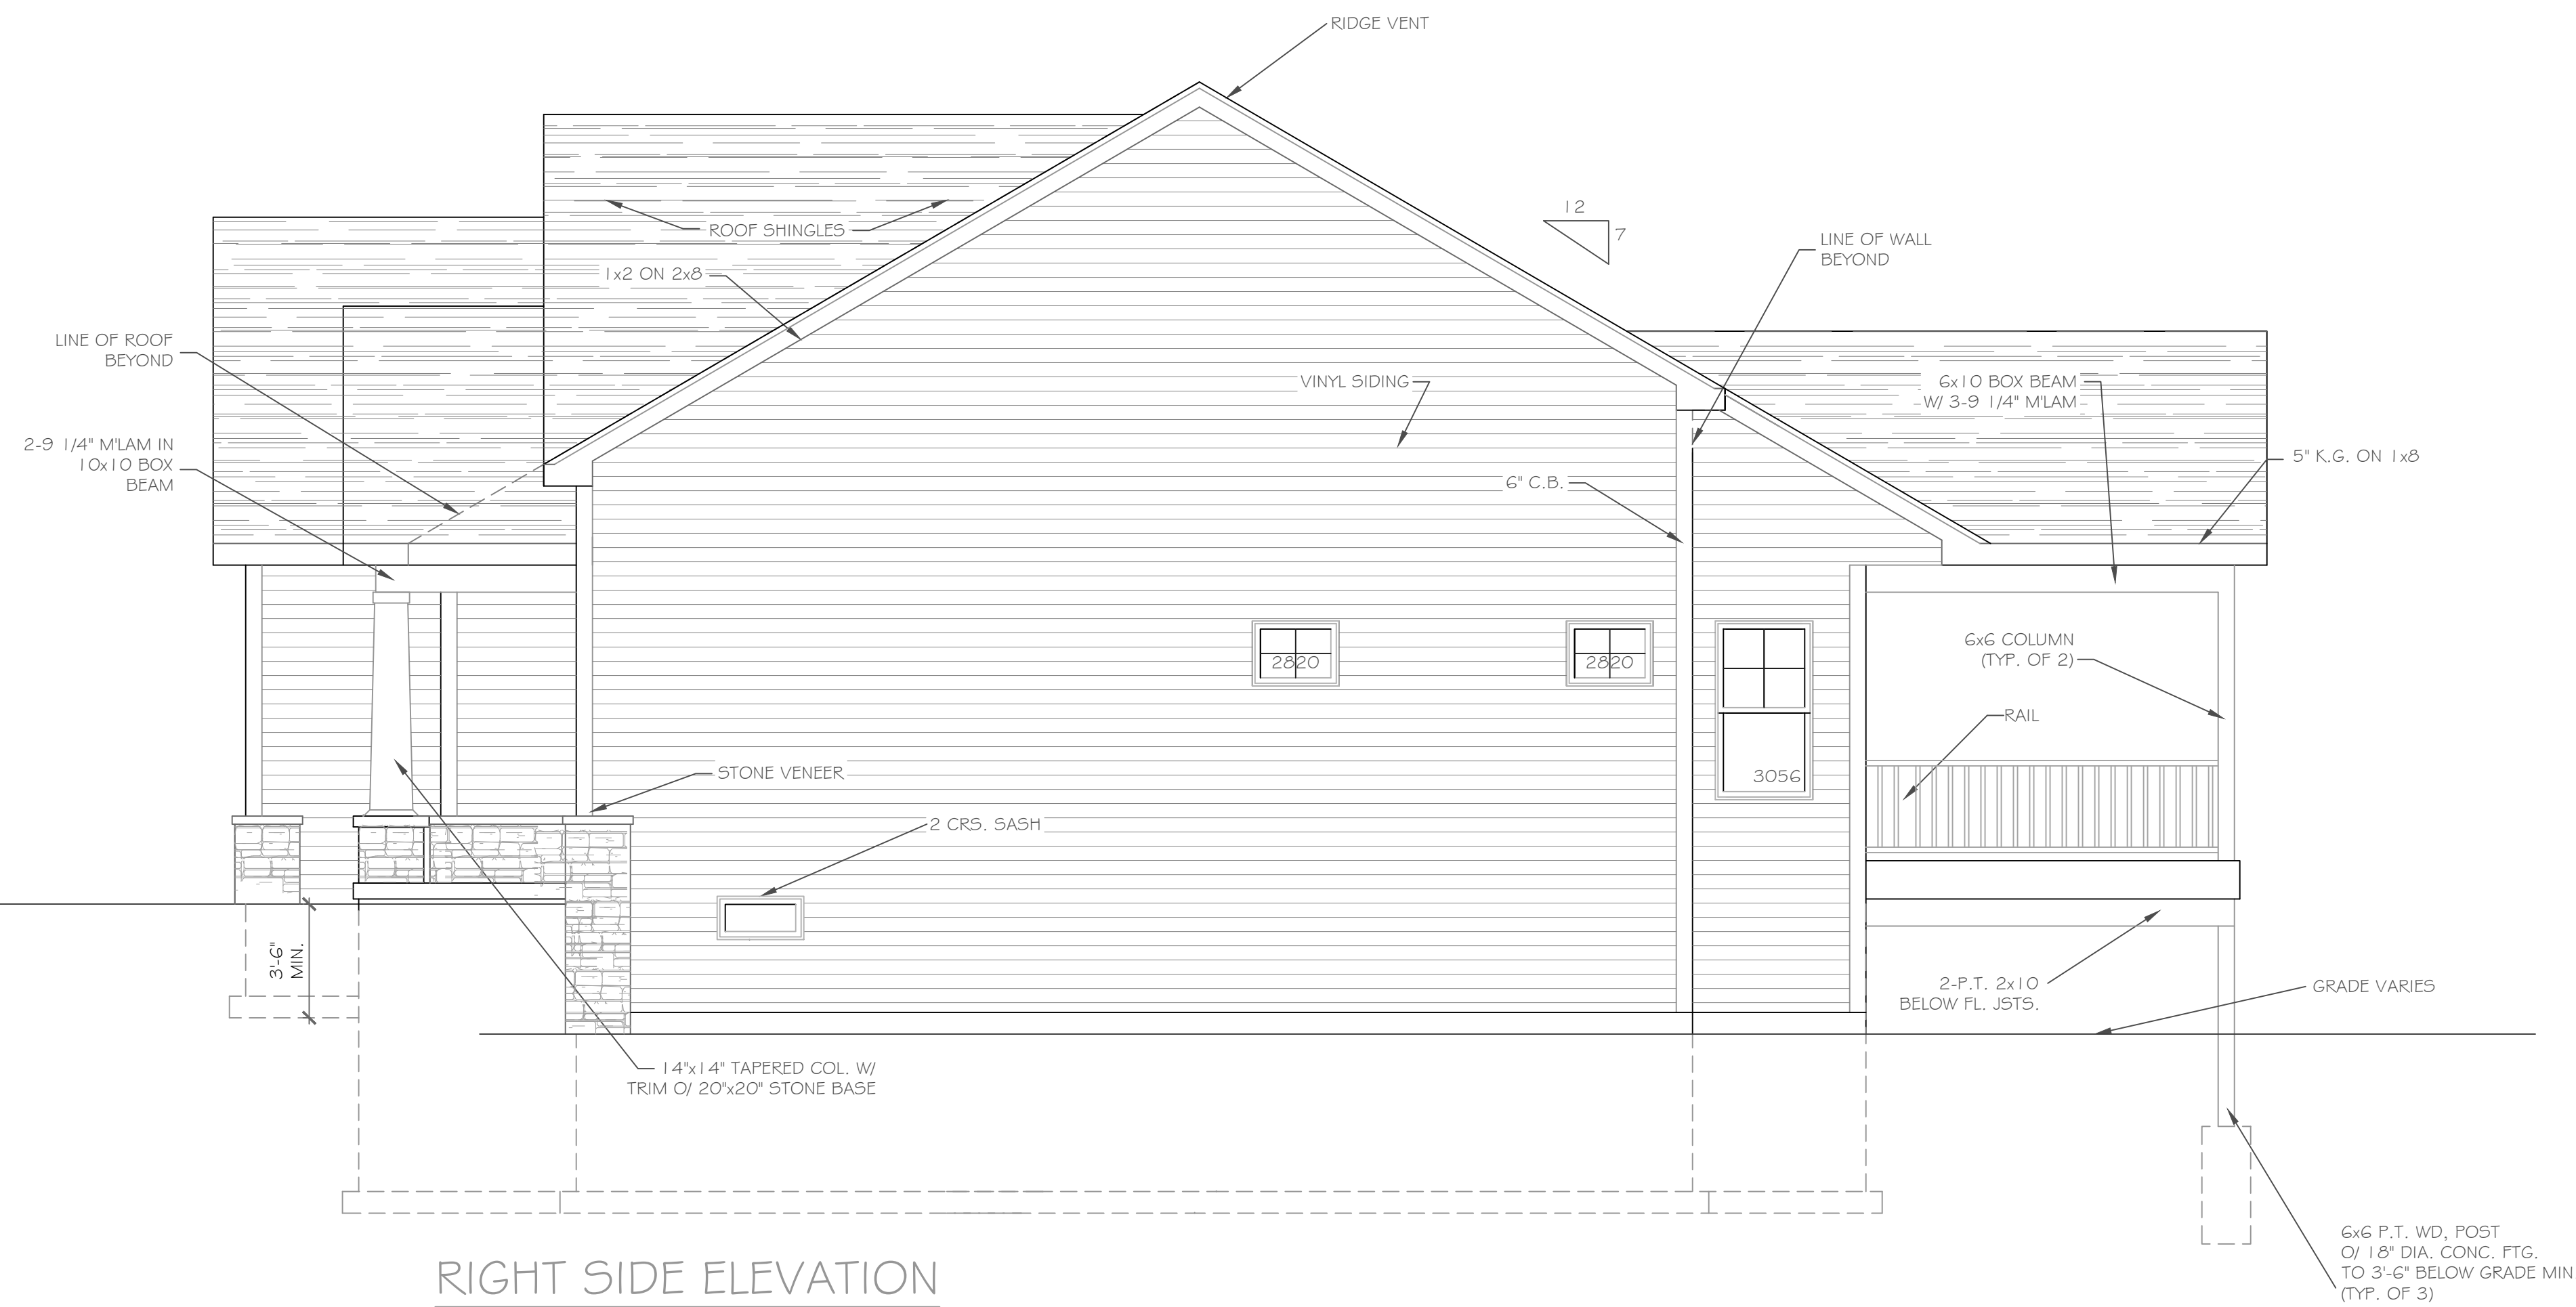 RIDGE VENT
12
7
ROOF SHINGLES
LINE OF WALL
BEYOND
1x2 ON 2x8
LINE OF ROOF
BEYOND
VINYL SIDING
6x10 BOX BEAM
W/ 3-9 1/4" M'LAM
2-9 1/4" M'LAM IN
10x10 BOX
BEAM
5" K.G. ON 1x8
6" C.B.
6x6 COLUMN
(TYP. OF 2)
2820
2820
RAIL
3056
STONE VENEER
2 CRS. SASH
3'-6"
MIN.
2-P.T. 2x10
BELOW FL. JSTS.
GRADE VARIES
14"x14" TAPERED COL. W/
TRIM O/ 20"x20" STONE BASE
6x6 P.T. WD, POST
O/ 18" DIA. CONC. FTG.
TO 3'-6" BELOW GRADE MIN
(TYP. OF 3)
RIGHT SIDE ELEVATION